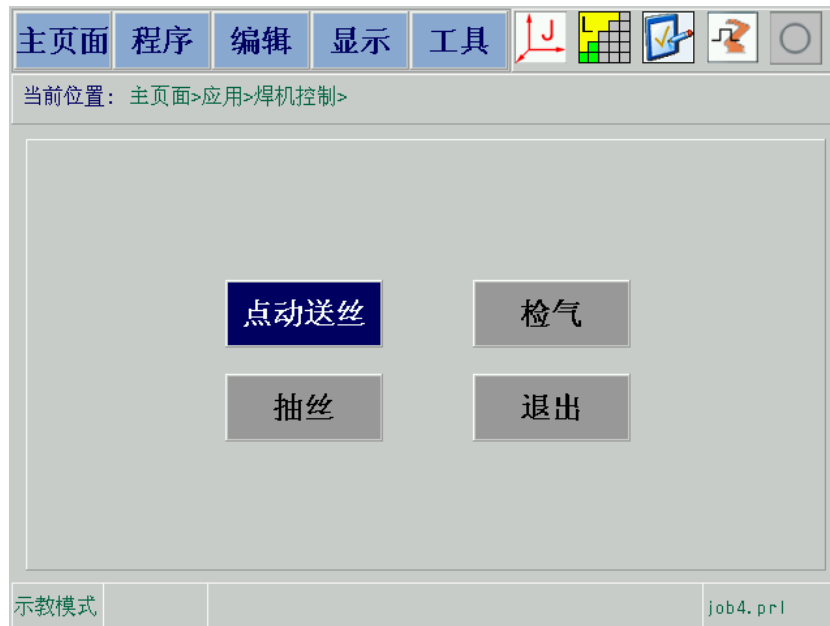 主页面 程序 编辑 显示 工具 J L
当前位置: 主页面>应用>焊机控制>
点动送丝 检气
抽丝 退出
示教模式 job4.prl